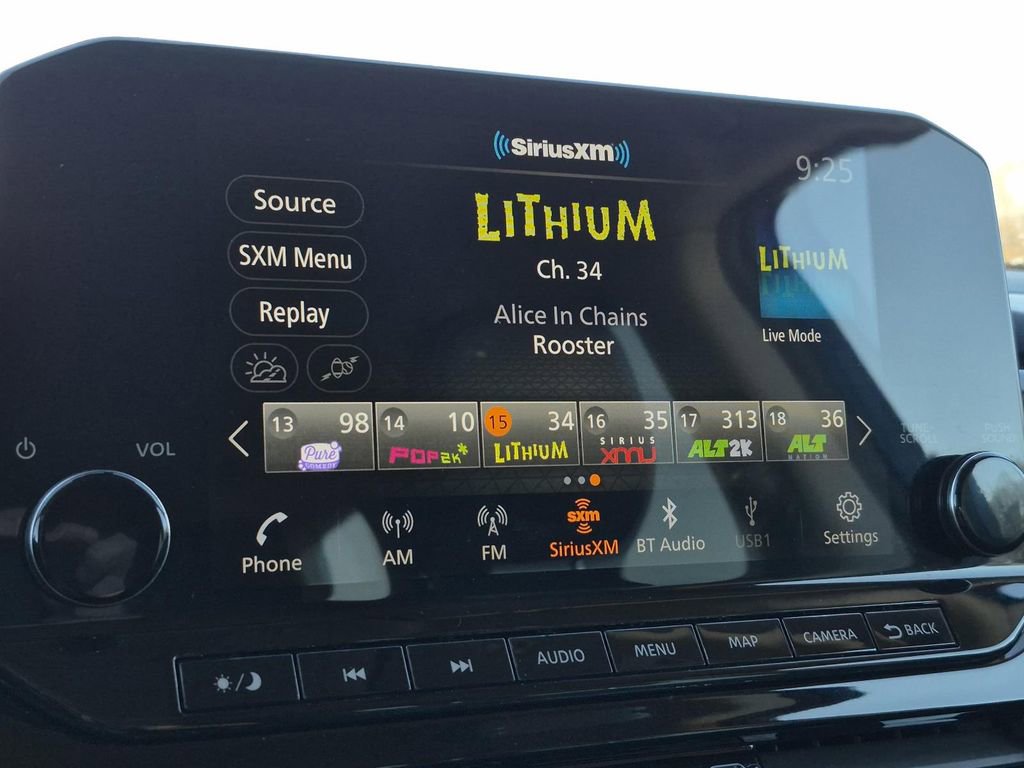 SiriusXM
9:25
Source
SXM Menu
Replay
LiTHIUM
Ch. 34
Alice In Chains
Rooster
LiTHIUM
Live Mode
13 98
Pure
COMEDY
14 10
POP2K*
15 34
LiTHIUM
16 35
SIRIUS
XMU
17 313
ALT2K
18 36
ALT
NATION
VOL
TUNE
SCROLL
PUSH
SOUND
Phone
AM
FM
sxm
SiriusXM
BT Audio
USB1
Settings
AUDIO
MENU
MAP
CAMERA
BACK